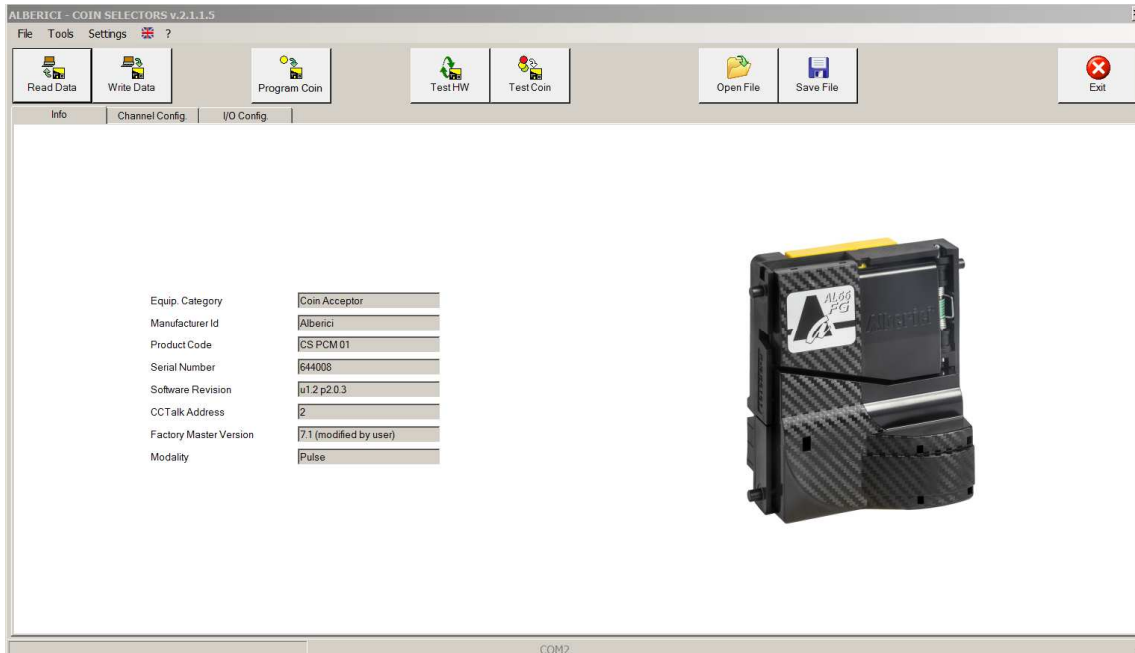 ALBERICI - COIN SELECTORS v.2.1.1.5
File Tools Settings ?
Read Data Write Data Program Coin Test HW Test Coin Open File Save File Exit
Info Channel Config. I/O Config.
Equip. Category Coin Acceptor
Manufacturer Id Alberici
Product Code CS PCM 01
Serial Number 644008
Software Revision u1.2 p2.0.3
CCTalk Address 2
Factory Master Version 7.1 (modified by user)
Modality Pulse
AL66
FG
Alberici
COM2